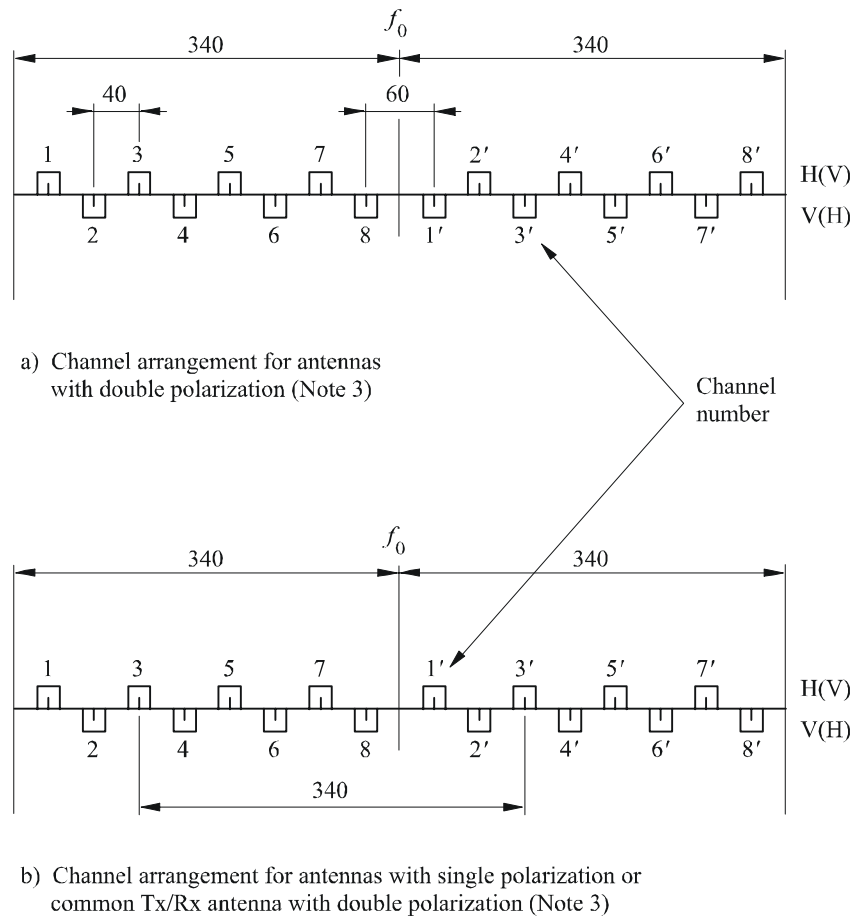 f0
340 340
40 60
1 3 5 7 2′ 4′ 6′ 8′ H(V)
2 4 6 8 1′ 3′ 5′ 7′ V(H)
a) Channel arrangement for antennas
with double polarization (Note 3)
Channel
number
f0
340 340
1 3 5 7 1′ 3′ 5′ 7′ H(V)
2 4 6 8 2′ 4′ 6′ 8′ V(H)
340
b) Channel arrangement for antennas with single polarization or
common Tx/Rx antenna with double polarization (Note 3)